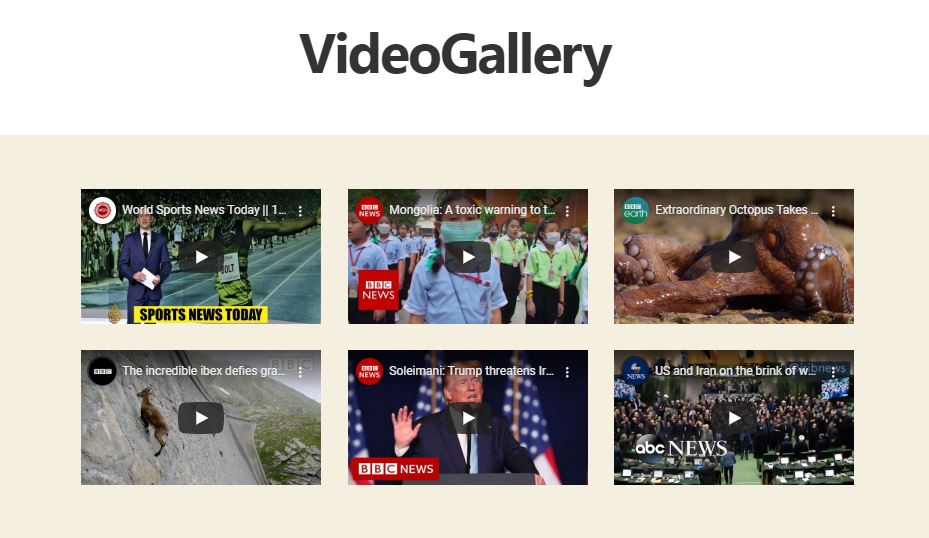 VideoGallery
World Sports News Today || 1...
BOLT
SPORTS NEWS TODAY
BBC
NEWS
Mongolia: A toxic warning to t...
BBC
NEWS
BBC
earth
Extraordinary Octopus Takes ...
BBC
The incredible ibex defies gra...
BBC
BBC
NEWS
Soleimani: Trump threatens Ir...
BBC NEWS
abc
NEWS
US and Iran on the brink of w...
abc NEWS